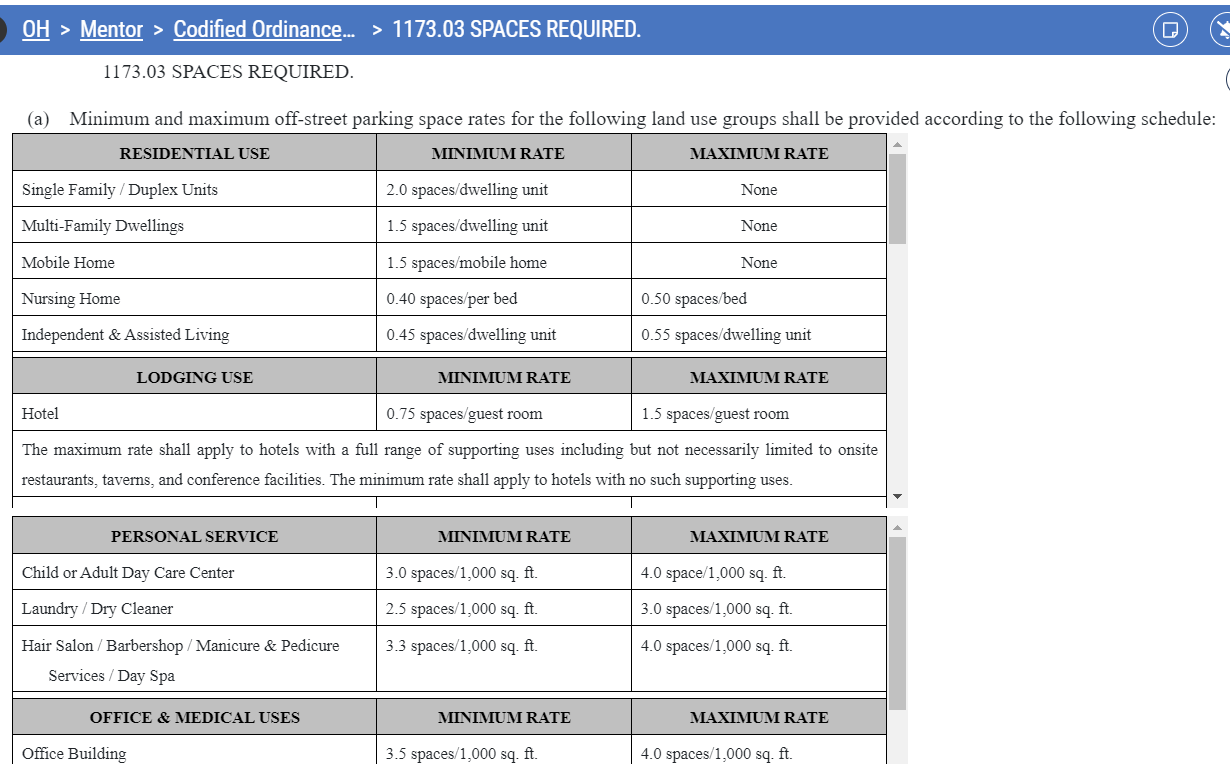 OH > Mentor > Codified Ordinance... > 1173.03 SPACES REQUIRED.
1173.03 SPACES REQUIRED.
(a) Minimum and maximum off-street parking space rates for the following land use groups shall be provided according to the following schedule:
RESIDENTIAL USE MINIMUM RATE MAXIMUM RATE
Single Family / Duplex Units 2.0 spaces/dwelling unit None
Multi-Family Dwellings 1.5 spaces/dwelling unit None
Mobile Home 1.5 spaces/mobile home None
Nursing Home 0.40 spaces/per bed 0.50 spaces/bed
Independent & Assisted Living 0.45 spaces/dwelling unit 0.55 spaces/dwelling unit
LODGING USE MINIMUM RATE MAXIMUM RATE
Hotel 0.75 spaces/guest room 1.5 spaces/guest room
The maximum rate shall apply to hotels with a full range of supporting uses including but not necessarily limited to onsite
restaurants, taverns, and conference facilities. The minimum rate shall apply to hotels with no such supporting uses.
PERSONAL SERVICE MINIMUM RATE MAXIMUM RATE
Child or Adult Day Care Center 3.0 spaces/1,000 sq. ft. 4.0 space/1,000 sq. ft.
Laundry / Dry Cleaner 2.5 spaces/1,000 sq. ft. 3.0 spaces/1,000 sq. ft.
Hair Salon / Barbershop / Manicure & Pedicure 3.3 spaces/1,000 sq. ft. 4.0 spaces/1,000 sq. ft.
Services / Day Spa
OFFICE & MEDICAL USES MINIMUM RATE MAXIMUM RATE
Office Building 3.5 spaces/1,000 sq. ft. 4.0 spaces/1,000 sq. ft.